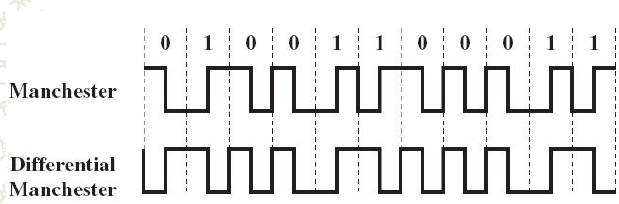 0 1 0 0 1 1 0 0 0 1 1
Manchester
Differential
Manchester